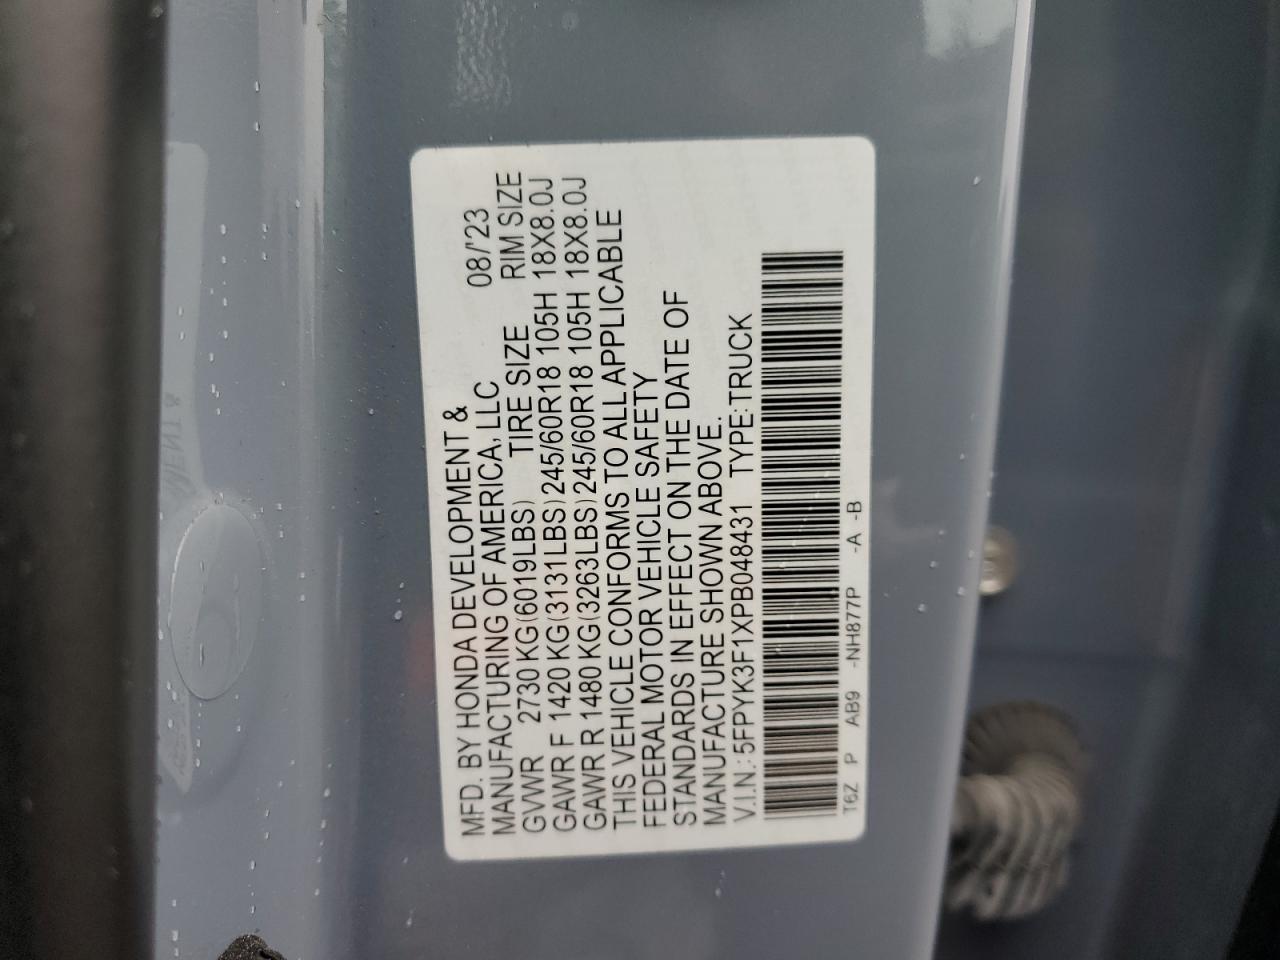 MFD. BY HONDA DEVELOPMENT &
MANUFACTURING OF AMERICA, LLC 08/'23
GVWR 2730 KG(6019LBS) TIRE SIZE RIM SIZE
GAWR F 1420 KG(3131LBS) 245/60R18 105H 18X8.0J
GAWR R 1480 KG(3263LBS) 245/60R18 105H 18X8.0J
THIS VEHICLE CONFORMS TO ALL APPLICABLE
FEDERAL MOTOR VEHICLE SAFETY
STANDARDS IN EFFECT ON THE DATE OF
MANUFACTURE SHOWN ABOVE.
V.I.N.: 5FPYK3F1XPB048431 TYPE:TRUCK
T6Z P AB9 -NH877P -A -B